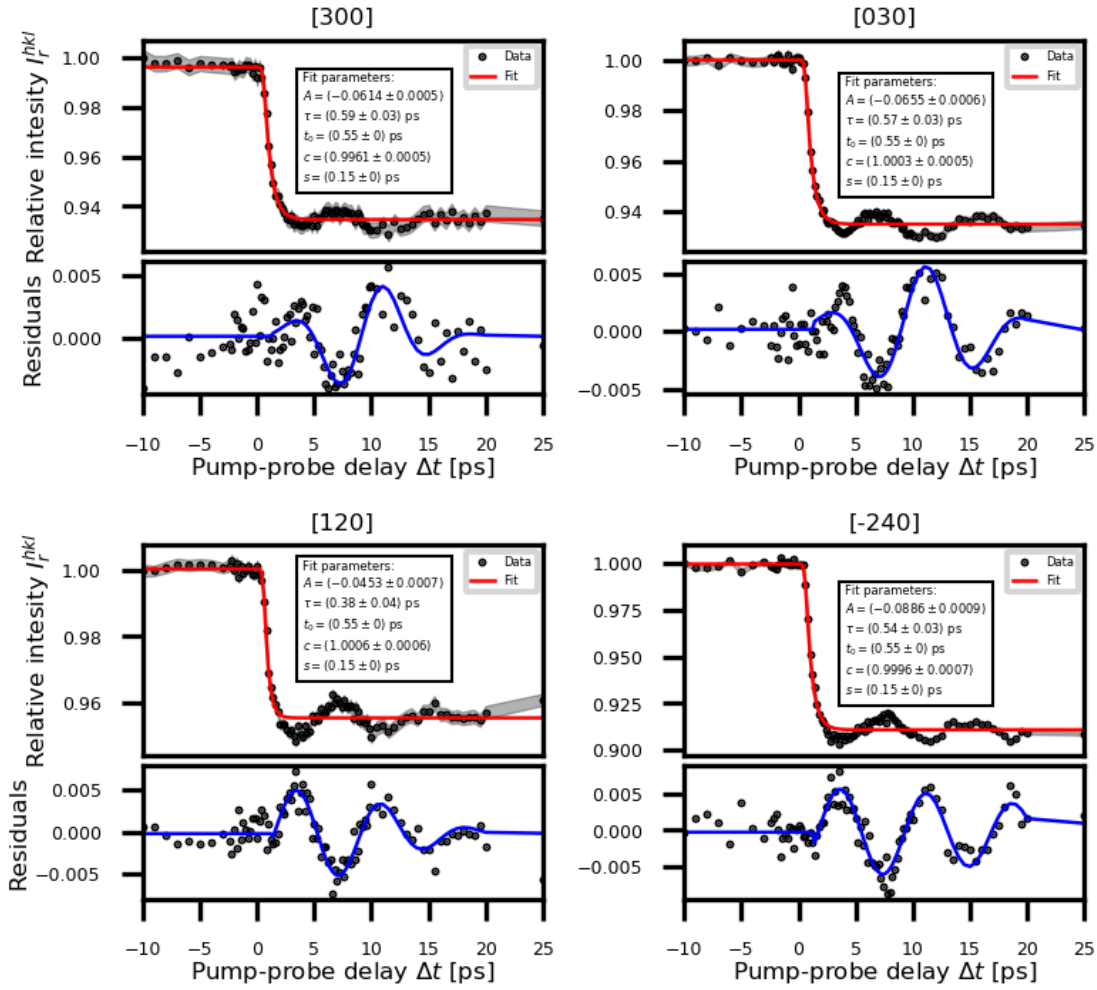 [300]
Relative intesity I_r^{hkl}
1.00
0.98
0.96
0.94
Data
Fit
Fit parameters:
A = (−0.0614 ± 0.0005)
τ = (0.59 ± 0.03) ps
t₀ = (0.55 ± 0) ps
c = (0.9961 ± 0.0005)
s = (0.15 ± 0) ps
Residuals
0.005
0.000
−10 −5 0 5 10 15 20 25
Pump-probe delay Δt [ps]
[030]
1.00
0.98
0.96
0.94
Data
Fit
Fit parameters:
A = (−0.0655 ± 0.0006)
τ = (0.57 ± 0.03) ps
t₀ = (0.55 ± 0) ps
c = (1.0003 ± 0.0005)
s = (0.15 ± 0) ps
0.005
0.000
−0.005
−10 −5 0 5 10 15 20 25
Pump-probe delay Δt [ps]
[120]
Relative intesity I_r^{hkl}
1.00
0.98
0.96
Data
Fit
Fit parameters:
A = (−0.0453 ± 0.0007)
τ = (0.38 ± 0.04) ps
t₀ = (0.55 ± 0) ps
c = (1.0006 ± 0.0006)
s = (0.15 ± 0) ps
Residuals
0.005
0.000
−0.005
−10 −5 0 5 10 15 20 25
Pump-probe delay Δt [ps]
[-240]
1.000
0.975
0.950
0.925
0.900
Data
Fit
Fit parameters:
A = (−0.0886 ± 0.0009)
τ = (0.54 ± 0.03) ps
t₀ = (0.55 ± 0) ps
c = (0.9996 ± 0.0007)
s = (0.15 ± 0) ps
0.005
0.000
−0.005
−10 −5 0 5 10 15 20 25
Pump-probe delay Δt [ps]